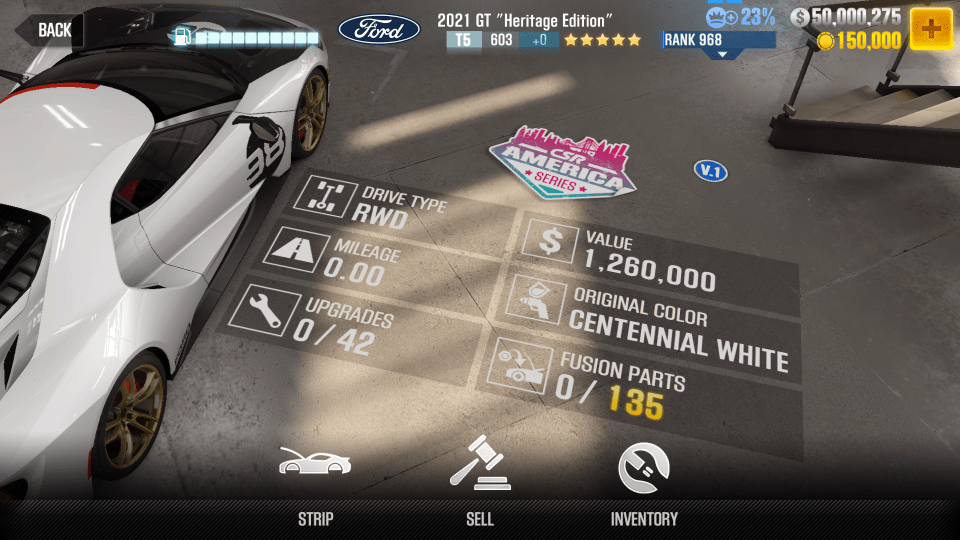 BACK
Ford
2021 GT "Heritage Edition"
T5 603 +0
23%
RANK 968
50,000,275
150,000
98
CSR
AMERICA
SERIES
V.1
DRIVE TYPE
RWD
MILEAGE
0.00
UPGRADES
0 / 42
VALUE
1,260,000
ORIGINAL COLOR
CENTENNIAL WHITE
FUSION PARTS
0 / 135
STRIP
SELL
INVENTORY